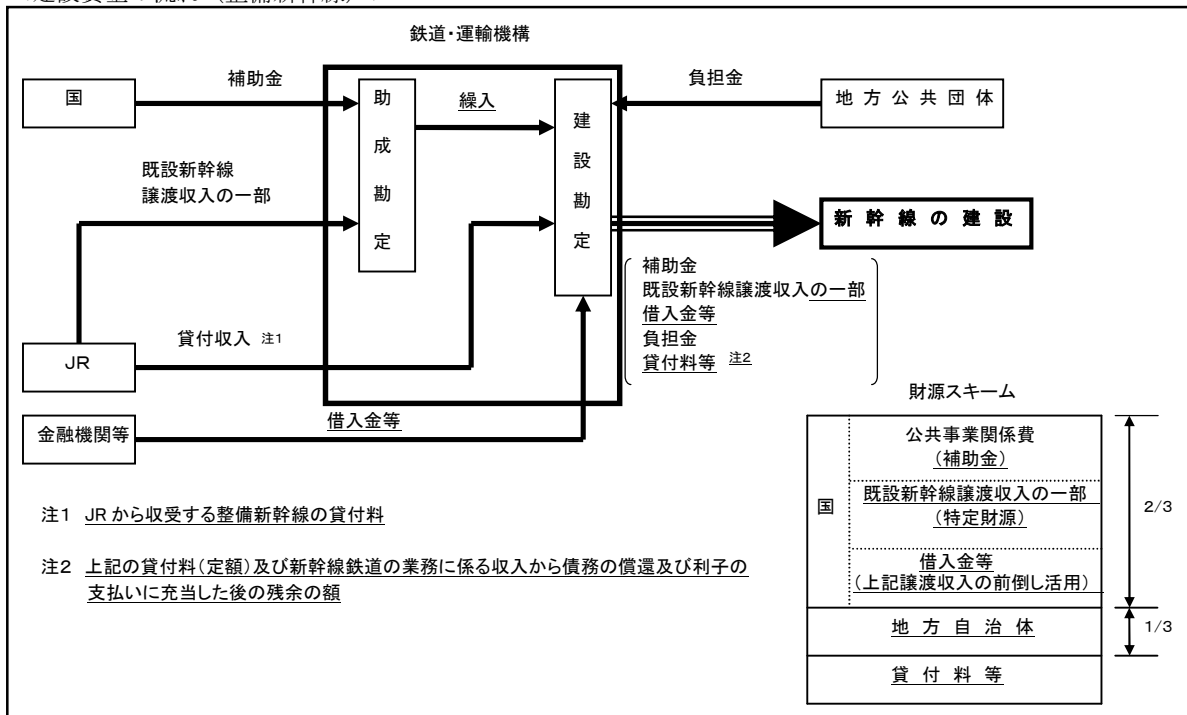 鉄道・運輸機構
国
補助金
助成勘定
繰入
建設勘定
負担金
地方公共団体
既設新幹線
譲渡収入の一部
新幹線の建設
補助金
既設新幹線譲渡収入の一部
借入金等
負担金
貸付料等 注2
JR
貸付収入 注1
金融機関等
借入金等
財源スキーム
国
公共事業関係費
(補助金)
既設新幹線譲渡収入の一部
(特定財源)
借入金等
(上記譲渡収入の前倒し活用)
2/3
地方自治体
1/3
貸付料等
注1 JRから収受する整備新幹線の貸付料
注2 上記の貸付料(定額)及び新幹線鉄道の業務に係る収入から債務の償還及び利子の
支払いに充当した後の残余の額